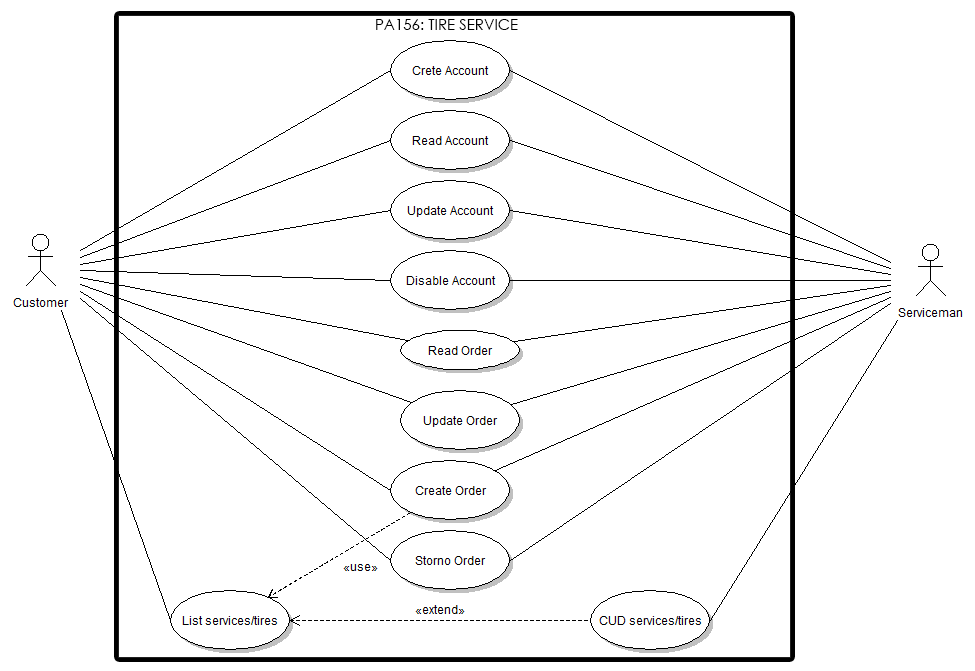 PA156: TIRE SERVICE
Crete Account
Read Account
Update Account
Disable Account
Customer
Serviceman
Read Order
Update Order
Create Order
Storno Order
«use»
«extend»
List services/tires
CUD services/tires